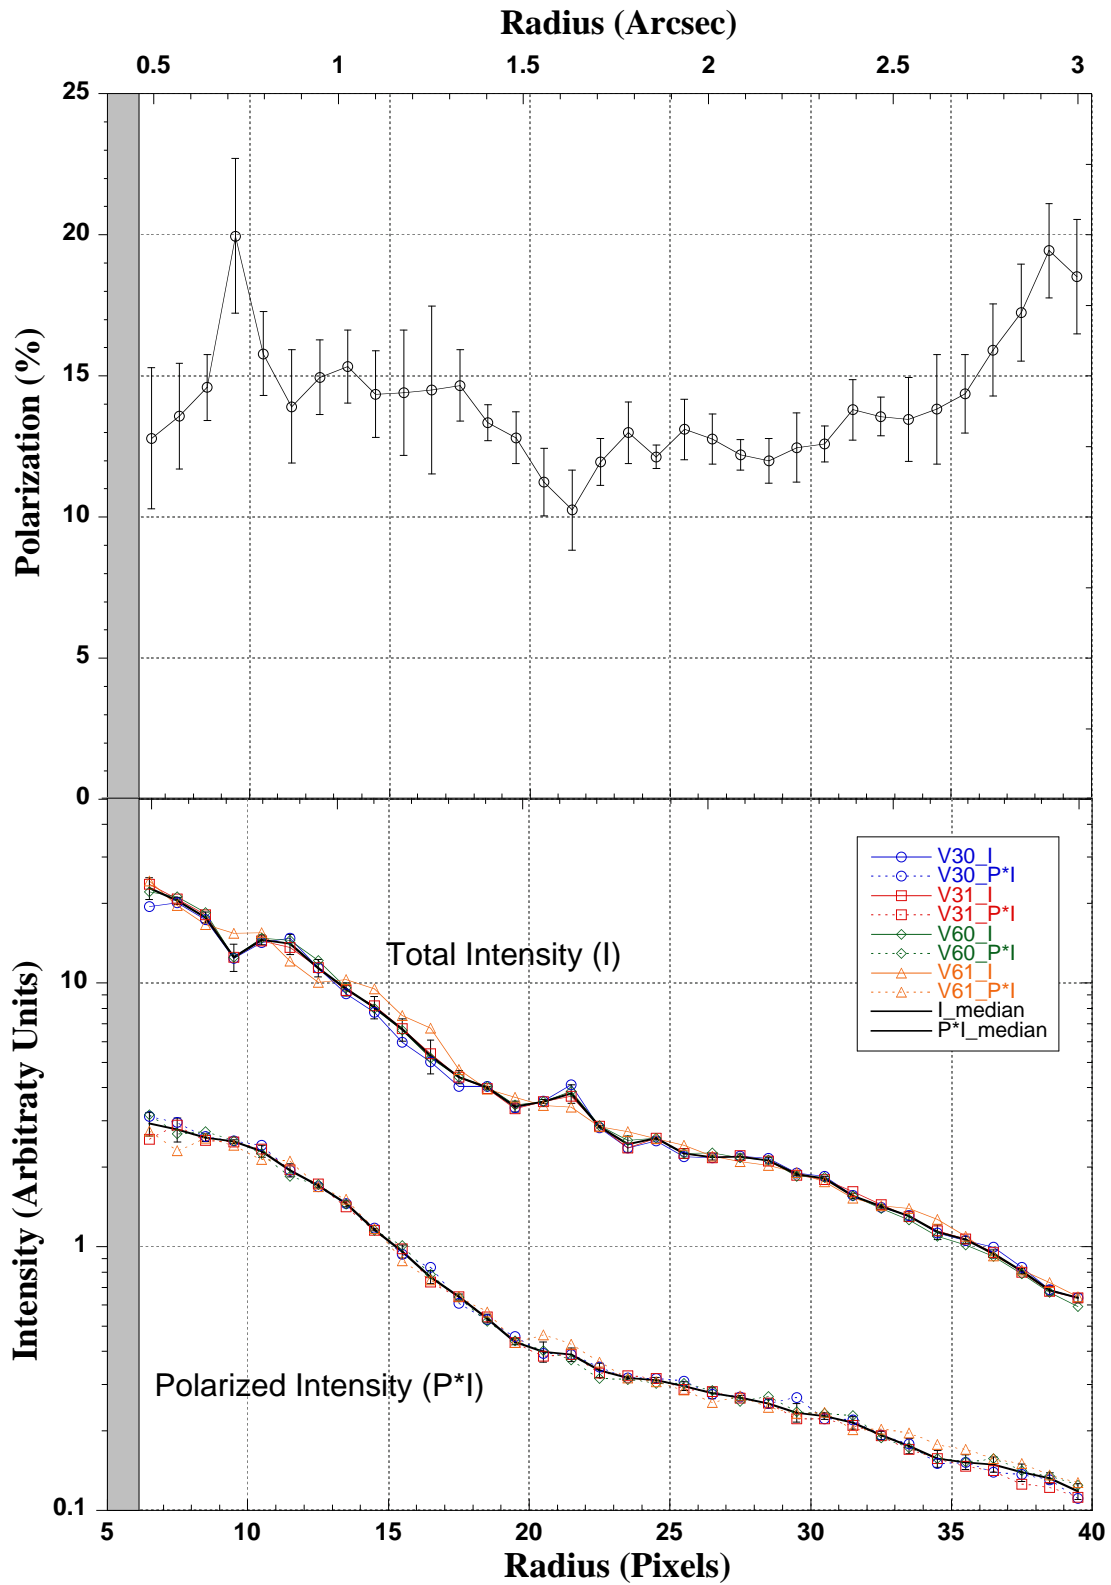 Radius (Arcsec)
0.5 1 1.5 2 2.5 3
25
20
15
10
5
0
Polarization (%)
V30_I
V30_P*I
V31_I
V31_P*I
V60_I
V60_P*I
V61_I
V61_P*I
I_median
P*I_median
Total Intensity (I)
Polarized Intensity (P*I)
10
1
0.1
Intensity (Arbitraty Units)
5 10 15 20 25 30 35 40
Radius (Pixels)